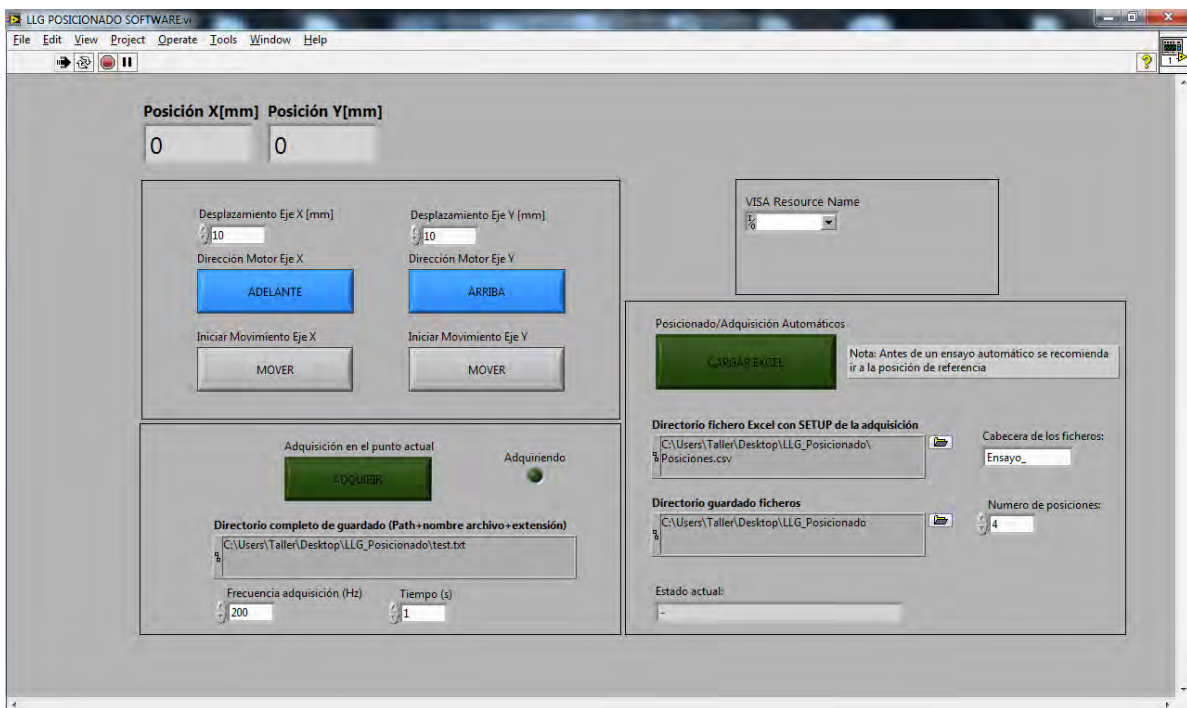 LLG POSICIONADO SOFTWARE.vi
File Edit View Project Operate Tools Window Help
1
Posición X[mm] Posición Y[mm]
0 0
Desplazamiento Eje X [mm] Desplazamiento Eje Y [mm]
10 10
Dirección Motor Eje X Dirección Motor Eje Y
ADELANTE ARRIBA
Iniciar Movimiento Eje X Iniciar Movimiento Eje Y
MOVER MOVER
VISA Resource Name
I/0
Adquisición en el punto actual
ADQUIRIR
Adquiriendo
Directorio completo de guardado (Path+nombre archivo+extensión)
C:\Users\Taller\Desktop\LLG_Posicionado\test.txt
Frecuencia adquisición (Hz) Tiempo (s)
200 1
Posicionado/Adquisición Automáticos
CARGAR EXCEL
Nota: Antes de un ensayo automático se recomienda
ir a la posición de referencia
Directorio fichero Excel con SETUP de la adquisición
C:\Users\Taller\Desktop\LLG_Posicionado\
Posiciones.csv
Cabecera de los ficheros:
Ensayo_
Directorio guardado ficheros
C:\Users\Taller\Desktop\LLG_Posicionado
Numero de posiciones:
4
Estado actual:
-